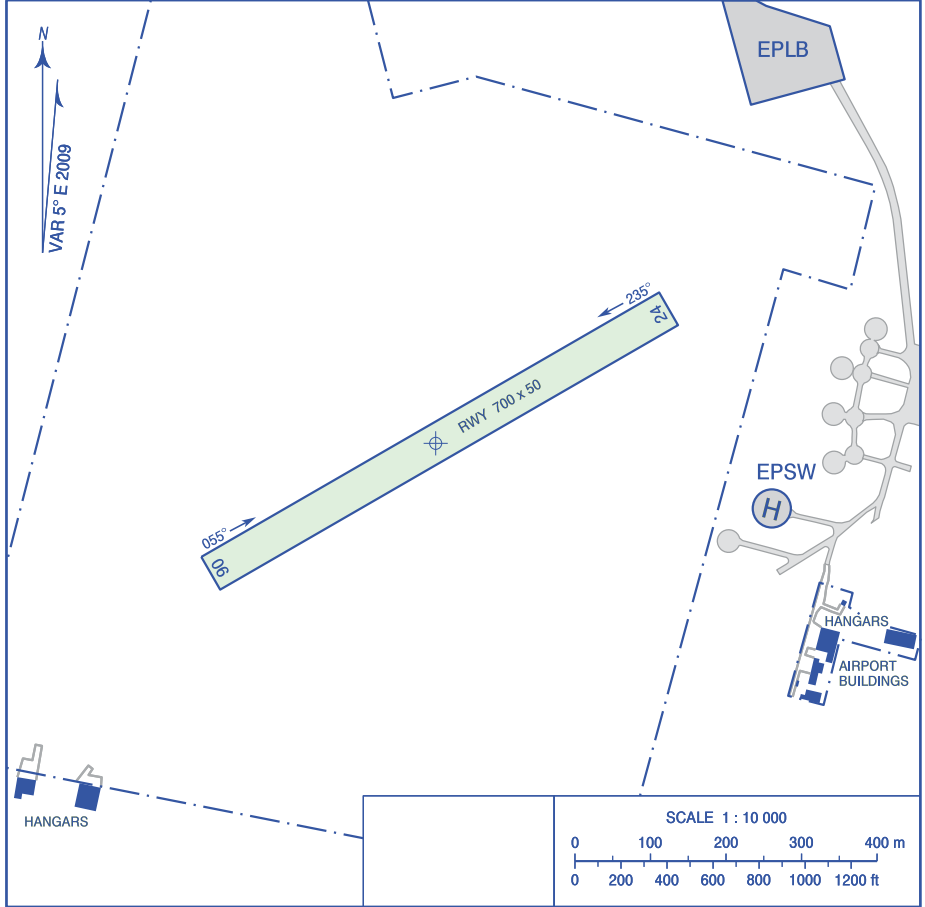 N
EPLB
VAR 5° E 2009
235°
24
RWY 700 x 50
EPSW
H
055°
06
HANGARS
AIRPORT
BUILDINGS
HANGARS
SCALE 1 : 10 000
0 100 200 300 400 m
0 200 400 600 800 1000 1200 ft